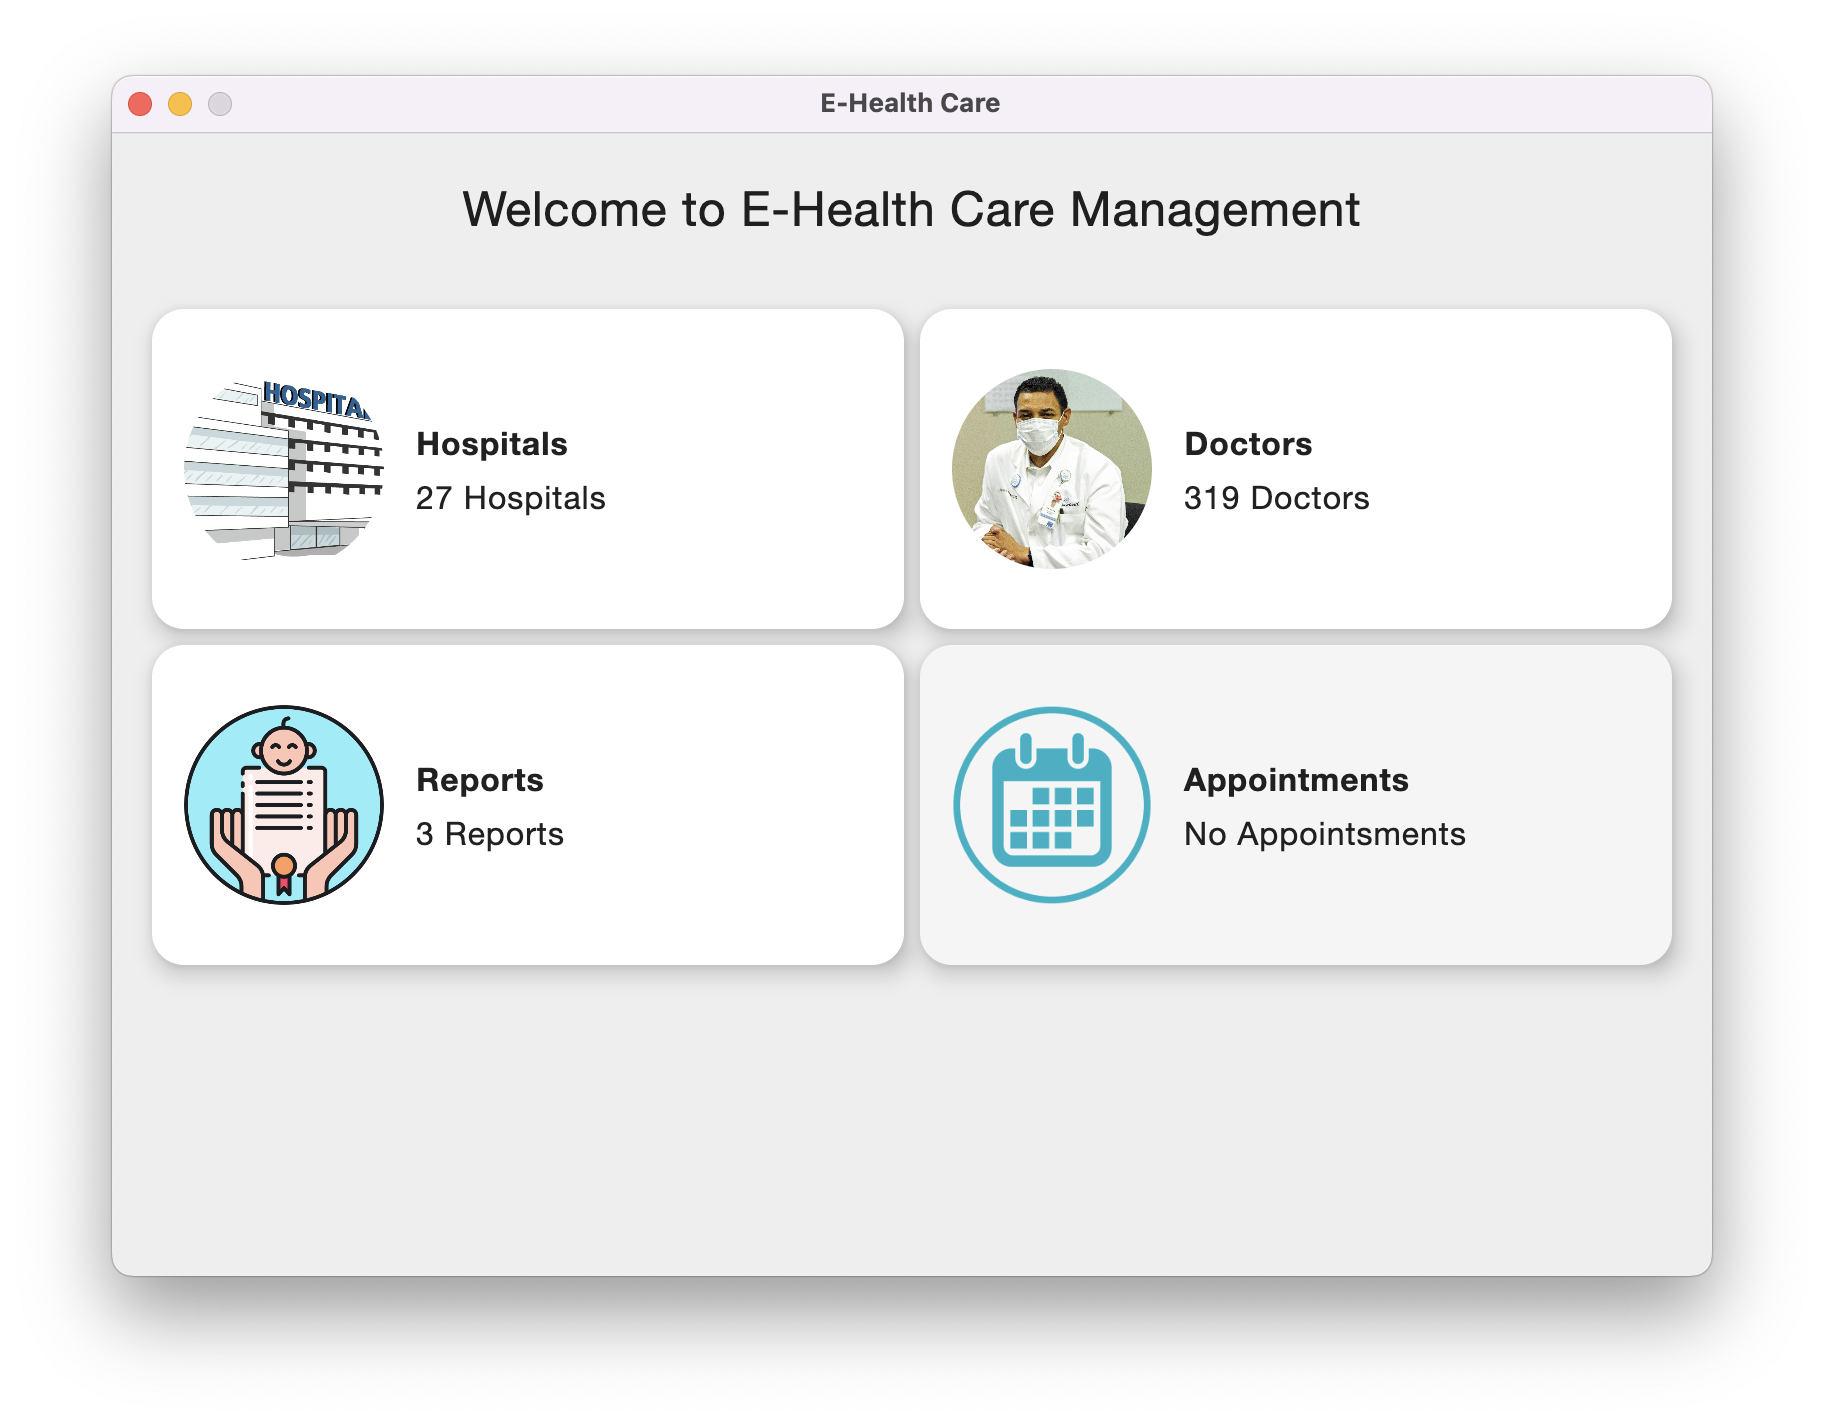 E-Health Care
Welcome to E-Health Care Management
HOSPITA
Hospitals
27 Hospitals
Doctors
319 Doctors
Reports
3 Reports
Appointments
No Appointsments